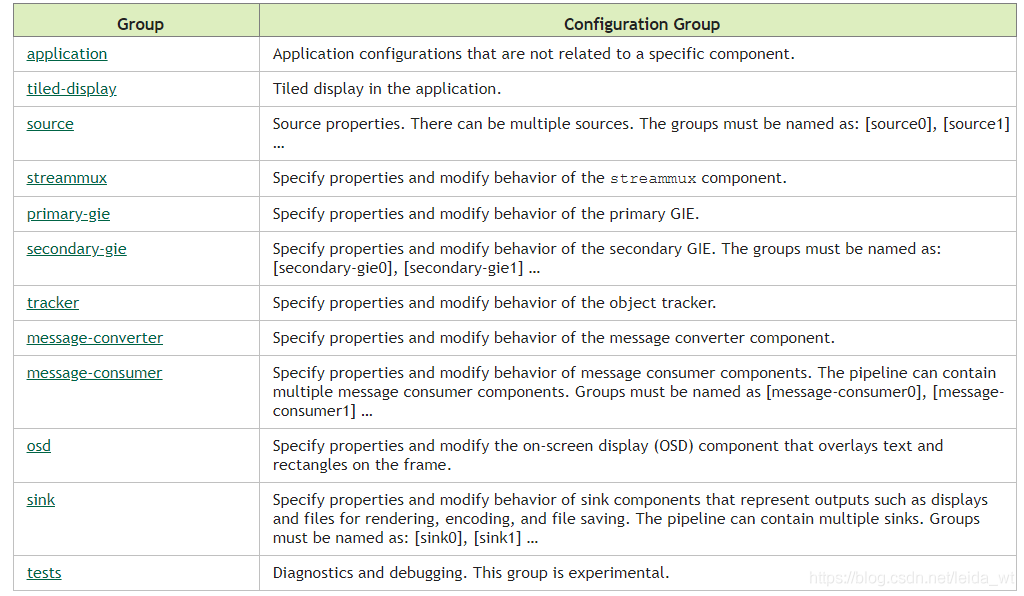 Group Configuration Group
application Application configurations that are not related to a specific component.
tiled-display Tiled display in the application.
source Source properties. There can be multiple sources. The groups must be named as: [source0], [source1]
...
streammux Specify properties and modify behavior of the streammux component.
primary-gie Specify properties and modify behavior of the primary GIE.
secondary-gie Specify properties and modify behavior of the secondary GIE. The groups must be named as:
[secondary-gie0], [secondary-gie1] ...
tracker Specify properties and modify behavior of the object tracker.
message-converter Specify properties and modify behavior of the message converter component.
message-consumer Specify properties and modify behavior of message consumer components. The pipeline can contain
multiple message consumer components. Groups must be named as [message-consumer0], [message-
consumer1] ...
osd Specify properties and modify the on-screen display (OSD) component that overlays text and
rectangles on the frame.
sink Specify properties and modify behavior of sink components that represent outputs such as displays
and files for rendering, encoding, and file saving. The pipeline can contain multiple sinks. Groups
must be named as: [sink0], [sink1] ...
tests Diagnostics and debugging. This group is experimental.
https://blog.csdn.net/leida_wt